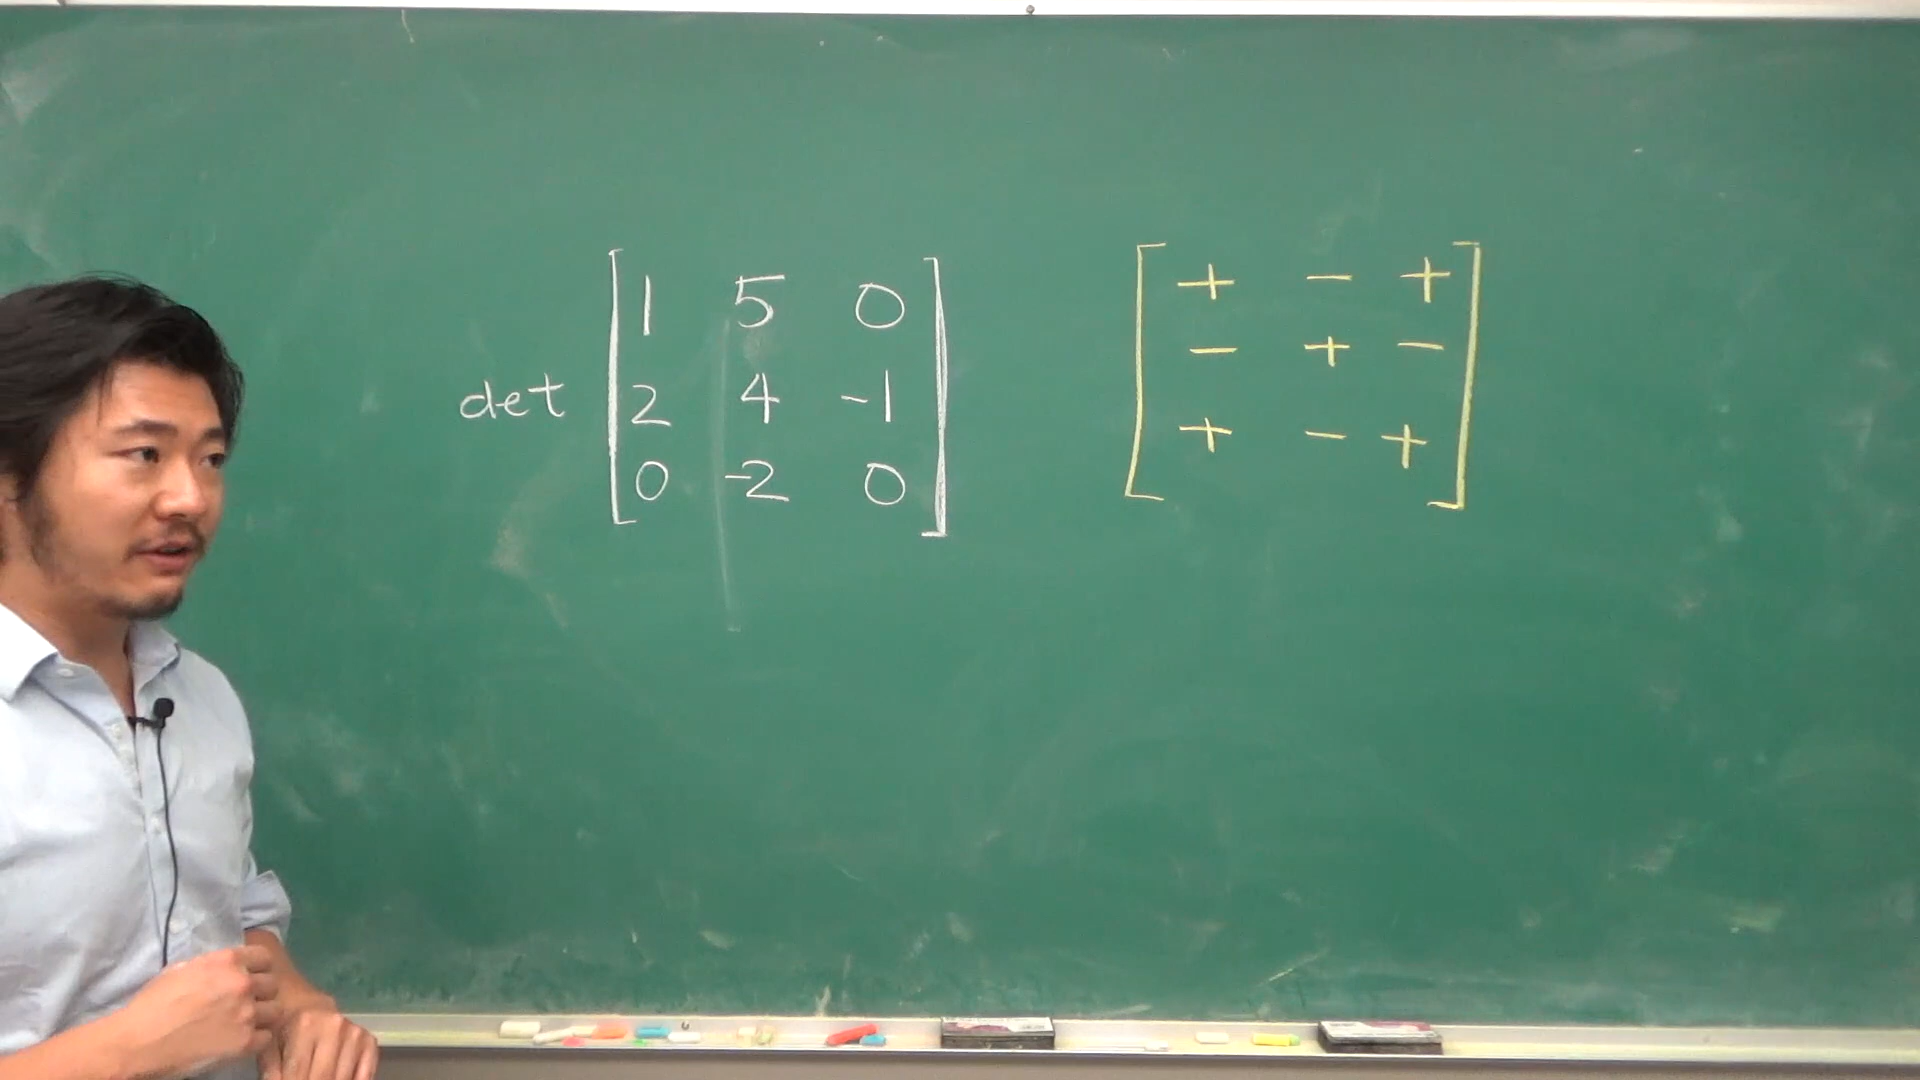 1 5 0
det 2 4 -1
0 -2 0
+ - +
- + -
+ - +